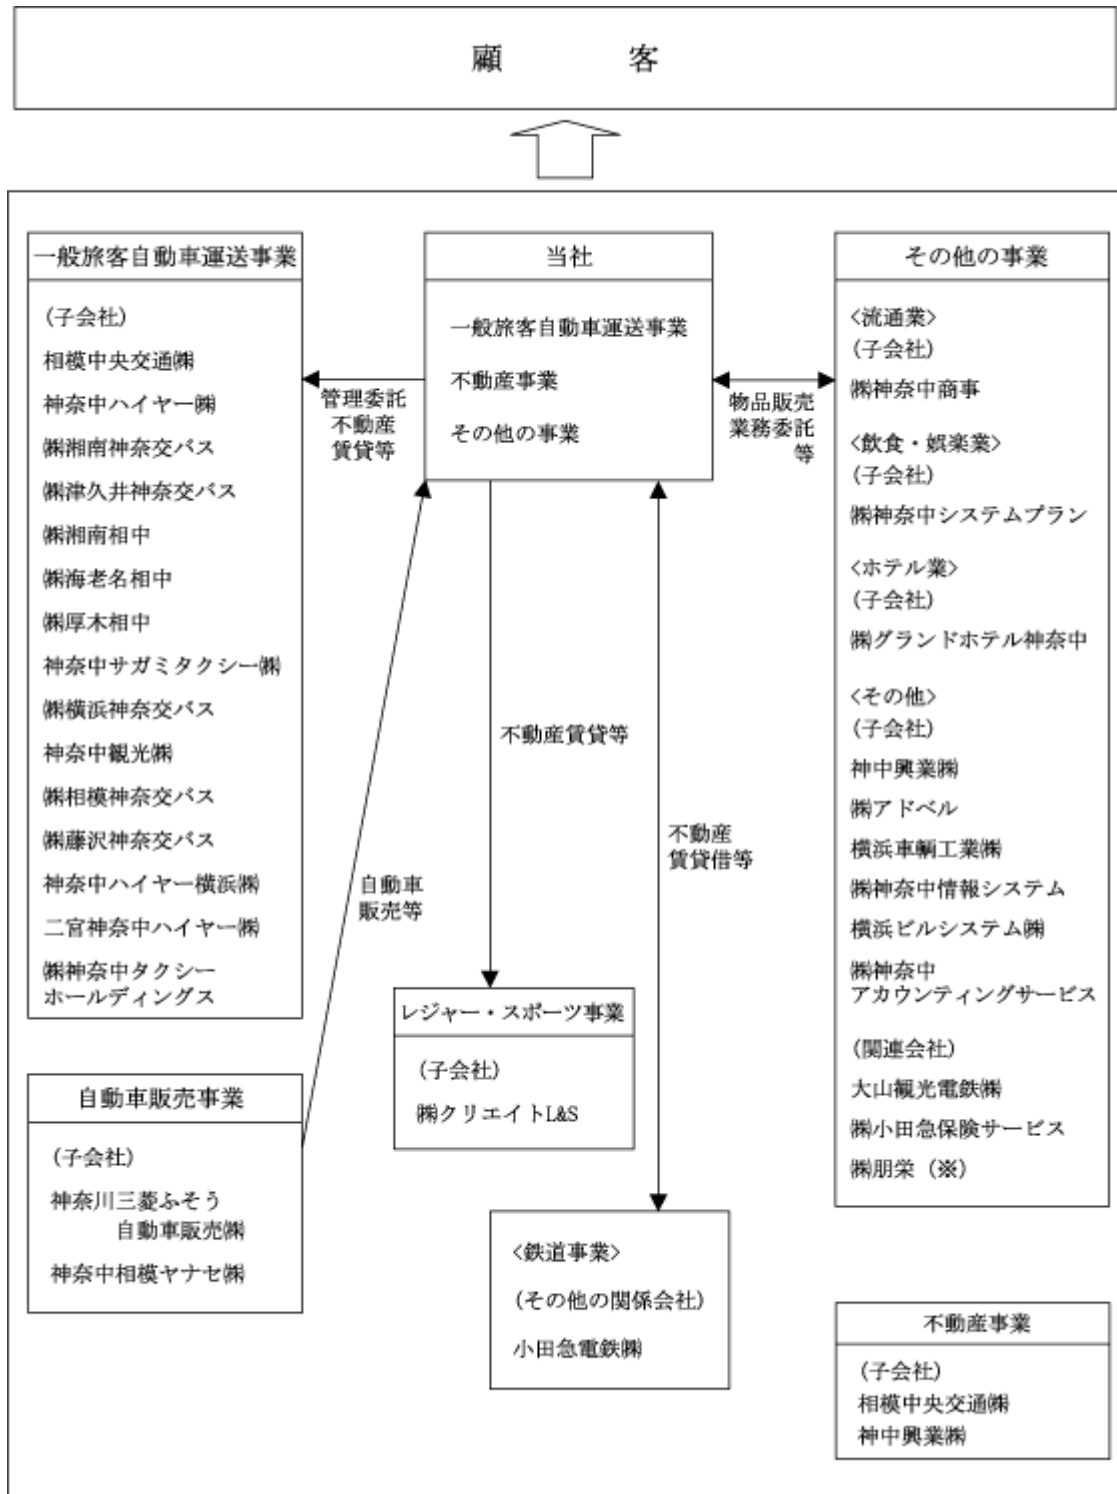 顧客
一般旅客自動車運送事業
(子会社)
相模中央交通㈱
神奈中ハイヤー㈱
㈱湘南神奈交バス
㈱津久井神奈交バス
㈱湘南相中
㈱海老名相中
㈱厚木相中
神奈中サガミタクシー㈱
㈱横浜神奈交バス
神奈中観光㈱
㈱相模神奈交バス
㈱藤沢神奈交バス
神奈中ハイヤー横浜㈱
二宮神奈中ハイヤー㈱
㈱神奈中タクシー
ホールディングス
管理委託
不動産
賃貸等
当社
一般旅客自動車運送事業
不動産事業
その他の事業
物品販売
業務委託
等
その他の事業
<流通業>
(子会社)
㈱神奈中商事
<飲食・娯楽業>
(子会社)
㈱神奈中システムプラン
<ホテル業>
(子会社)
㈱グランドホテル神奈中
<その他>
(子会社)
神中興業㈱
㈱アドベル
横浜車輌工業㈱
㈱神奈中情報システム
横浜ビルシステム㈱
㈱神奈中
アカウンティングサービス
(関連会社)
大山観光電鉄㈱
㈱小田急保険サービス
㈱朋栄(※)
不動産賃貸等
不動産
賃貸借等
自動車
販売等
自動車販売事業
(子会社)
神奈川三菱ふそう
自動車販売㈱
神奈中相模ヤナセ㈱
レジャー・スポーツ事業
(子会社)
㈱クリエイトL&S
<鉄道事業>
(その他の関係会社)
小田急電鉄㈱
不動産事業
(子会社)
相模中央交通㈱
神中興業㈱